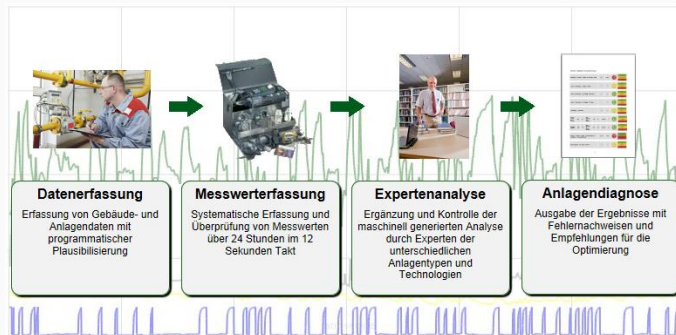 Datenerfassung
Erfassung von Gebäude- und
Anlagendaten mit
programmatischer
Plausibilisierung
Messwerterfassung
Systematische Erfassung und
Überprüfung von Messwerten
über 24 Stunden im 12
Sekunden Takt
Expertenanalyse
Ergänzung und Kontrolle der
maschinell generierten Analyse
durch Experten der
unterschiedlichen
Anlagentypen und
Technologien
Anlagendiagnose
Ausgabe der Ergebnisse mit
Fehlernachweisen und
Empfehlungen für die
Optimierung